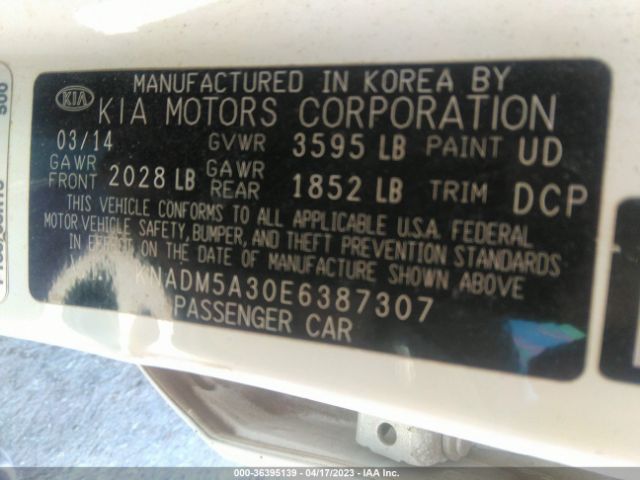 MANUFACTURED IN KOREA BY
KIA KIA MOTORS CORPORATION
03/14 GVWR 3595 LB PAINT UD
GAWR FRONT 2028 LB GAWR REAR 1852 LB TRIM DCP
THIS VEHICLE CONFORMS TO ALL APPLICABLE U.S.A. FEDERAL
MOTOR VEHICLE SAFETY, BUMPER, AND THEFT PREVENTION STANDARDS
IN EFFECT ON THE DATE OF MANUFACTURE SHOWN ABOVE
KNADM5A30E6387307
PASSENGER CAR
500
000-36395139 - 04/17/2023 - IAA Inc.